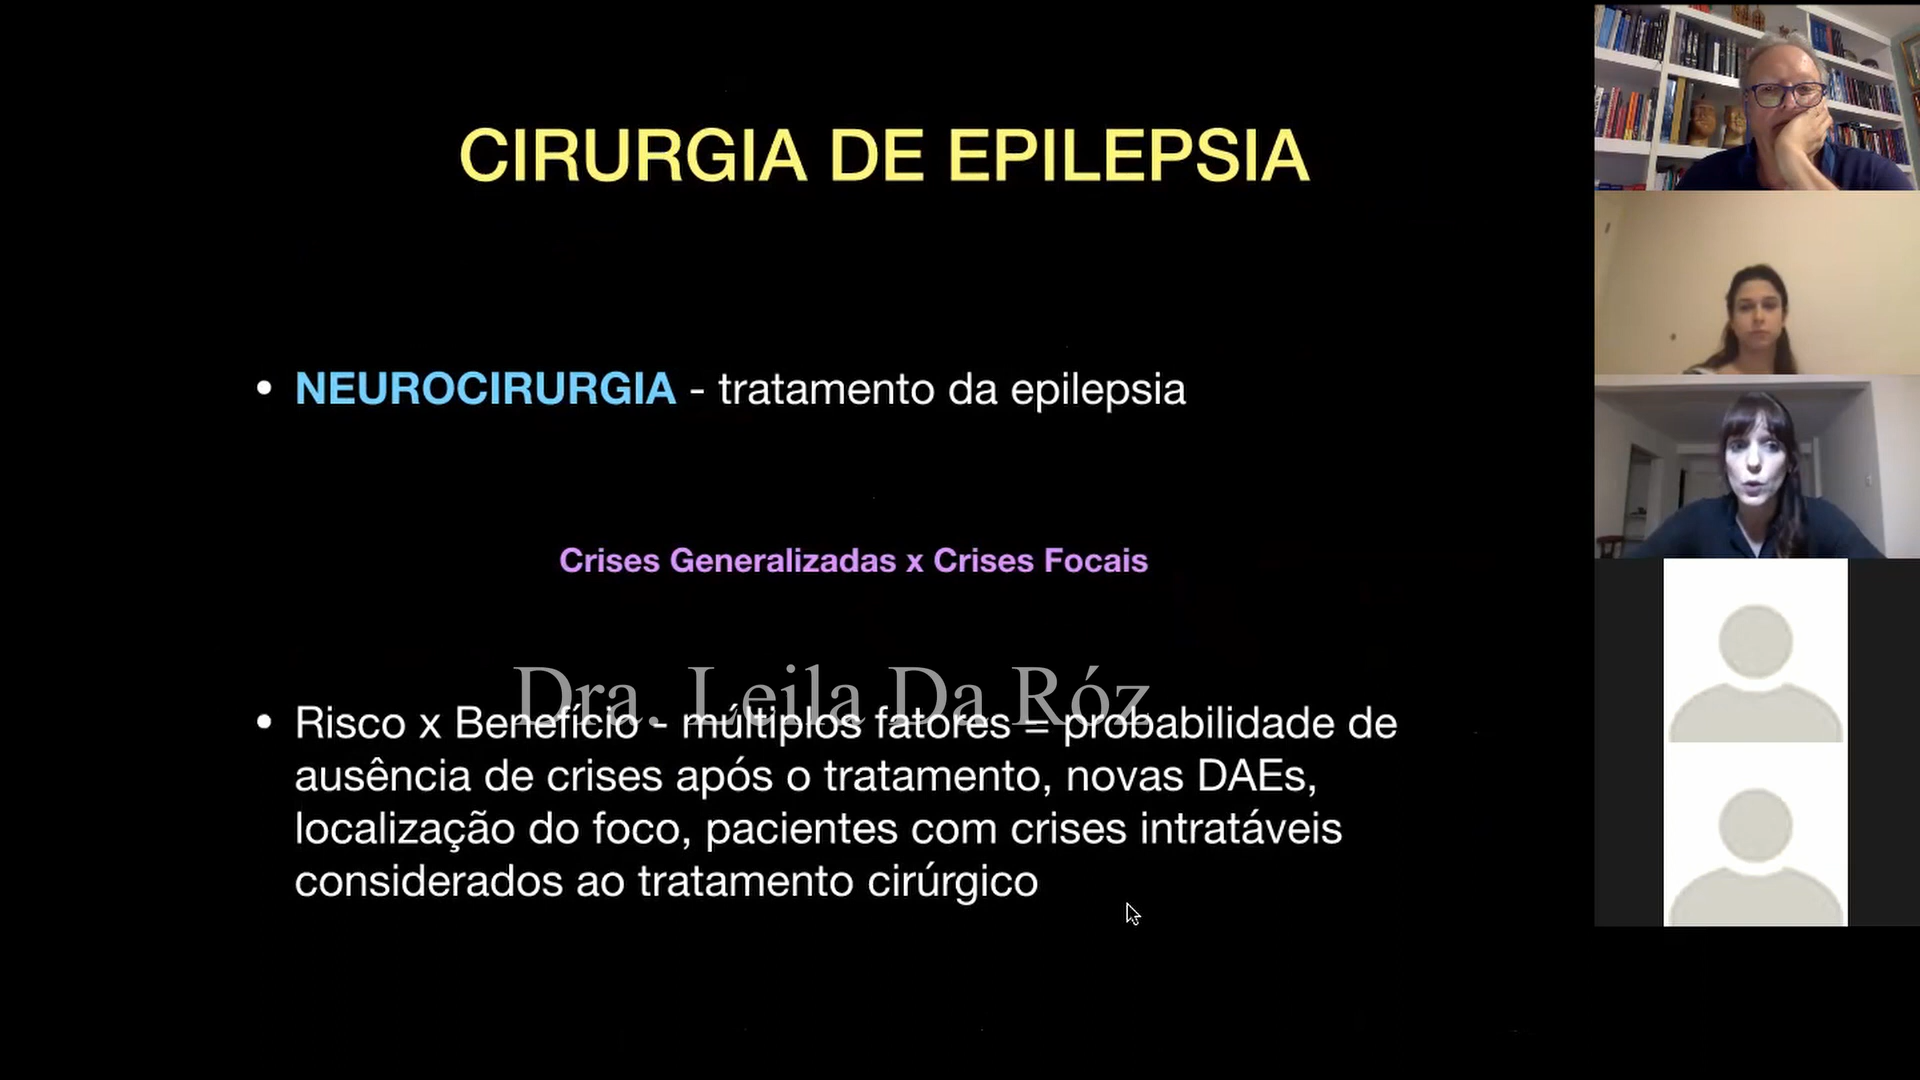 CIRURGIA DE EPILEPSIA
• NEUROCIRURGIA - tratamento da epilepsia
Crises Generalizadas x Crises Focais
Dra. Leila Da Róz
• Risco x Benefício - múltiplos fatores = probabilidade de
ausência de crises após o tratamento, novas DAEs,
localização do foco, pacientes com crises intratáveis
considerados ao tratamento cirúrgico